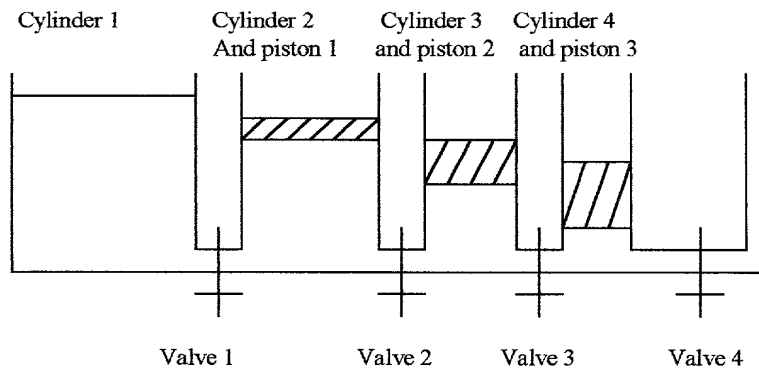 Cylinder 1
Cylinder 2
And piston 1
Cylinder 3
and piston 2
Cylinder 4
and piston 3
Valve 1
Valve 2
Valve 3
Valve 4